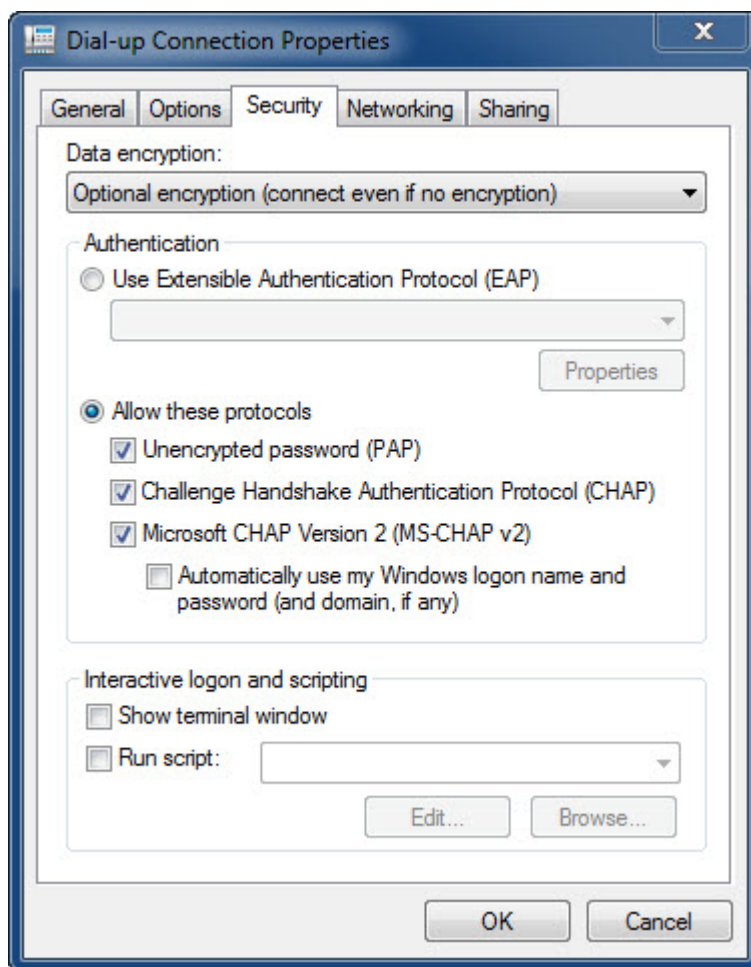 Dial-up Connection Properties
General Options Security Networking Sharing
Data encryption:
Optional encryption (connect even if no encryption)
Authentication
Use Extensible Authentication Protocol (EAP)
Properties
Allow these protocols
Unencrypted password (PAP)
Challenge Handshake Authentication Protocol (CHAP)
Microsoft CHAP Version 2 (MS-CHAP v2)
Automatically use my Windows logon name and
password (and domain, if any)
Interactive logon and scripting
Show terminal window
Run script:
Edit... Browse...
OK Cancel